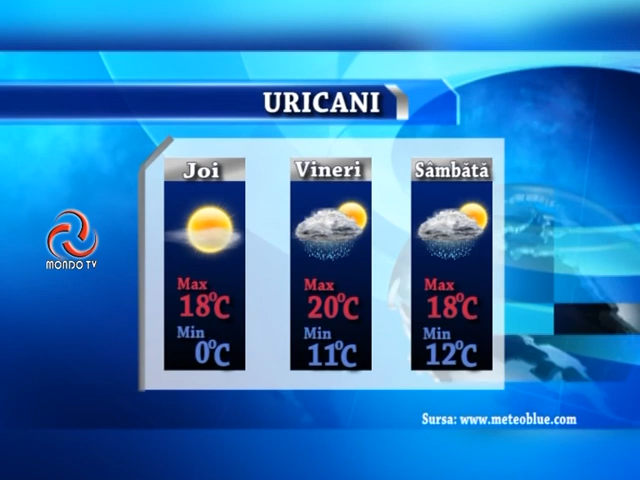 URICANI
Joi
Vineri
Sâmbătă
Max
18°C
Min
0°C
Max
20°C
Min
11°C
Max
18°C
Min
12°C
MONDO TV
Sursa: www.meteoblue.com